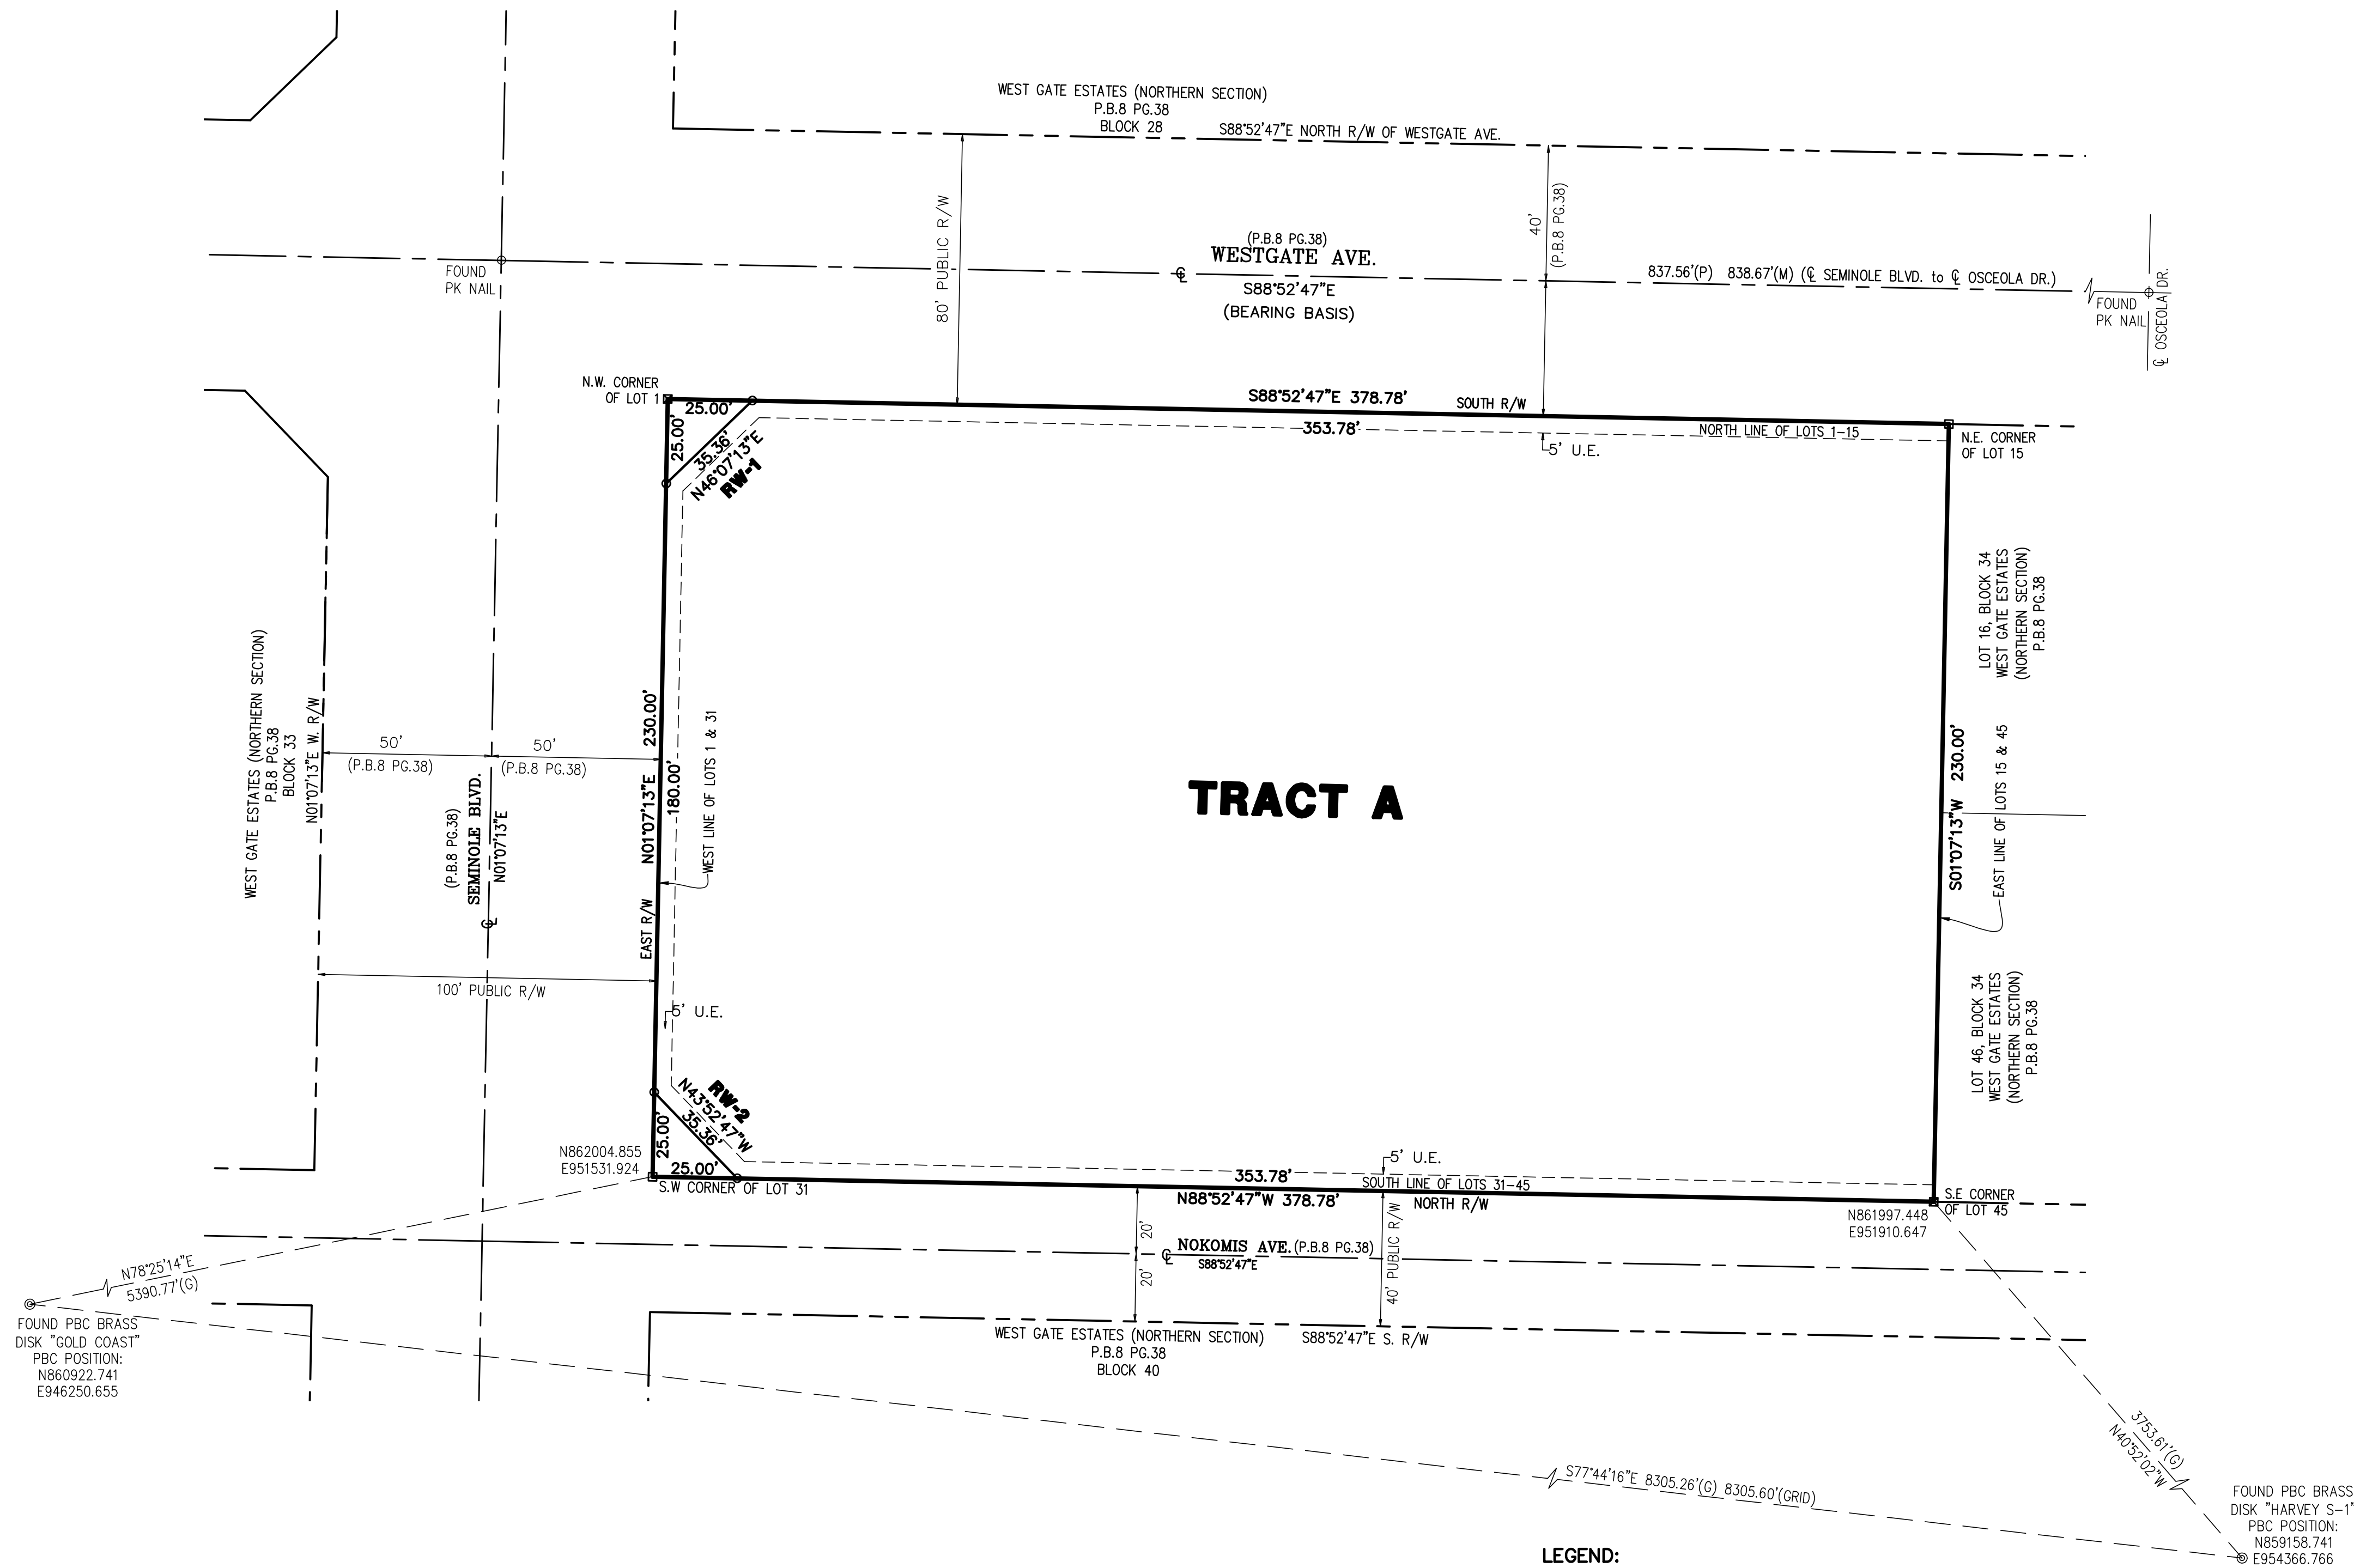 WEST GATE ESTATES (NORTHERN SECTION)
P.B.8 PG.38
BLOCK 28
S88°52'47"E NORTH R/W OF WESTGATE AVE.
80' PUBLIC R/W
40'
(P.B.8 PG.38)
(P.B.8 PG.38)
WESTGATE AVE.
S88°52'47"E
(BEARING BASIS)
837.56'(P) 838.67'(M) (℄ SEMINOLE BLVD. to ℄ OSCEOLA DR.)
FOUND
PK NAIL
FOUND
PK NAIL
℄ OSCEOLA DR.
N.W. CORNER
OF LOT 1
25.00'
25.00'
35.36'
N46°07'13"E
RW-1
S88°52'47"E 378.78'
SOUTH R/W
353.78'
NORTH LINE OF LOTS 1-15
5' U.E.
N.E. CORNER
OF LOT 15
LOT 16, BLOCK 34
WEST GATE ESTATES
(NORTHERN SECTION)
P.B.8 PG.38
WEST GATE ESTATES (NORTHERN SECTION)
P.B.8 PG.38
BLOCK 33
N01°07'13"E W. R/W
50'
(P.B.8 PG.38)
50'
(P.B.8 PG.38)
(P.B.8 PG.38)
SEMINOLE BLVD.
N01°07'13"E
℄
EAST R/W
N01°07'13"E 230.00'
180.00'
WEST LINE OF LOTS 1 & 31
TRACT A
S01°07'13"W 230.00'
EAST LINE OF LOTS 15 & 45
100' PUBLIC R/W
5' U.E.
LOT 46, BLOCK 34
WEST GATE ESTATES
(NORTHERN SECTION)
P.B.8 PG.38
RW-2
N43°52'47"W
35.36'
25.00'
25.00'
N862004.855
E951531.924
S.W CORNER OF LOT 31
353.78'
5' U.E.
SOUTH LINE OF LOTS 31-45
N88°52'47"W 378.78'
NORTH R/W
S.E CORNER
OF LOT 45
N861997.448
E951910.647
20'
20'
℄
NOKOMIS AVE. (P.B.8 PG.38)
S88°52'47"E
40' PUBLIC R/W
N78°25'14"E
5390.77'(G)
FOUND PBC BRASS
DISK "GOLD COAST"
PBC POSITION:
N860922.741
E946250.655
WEST GATE ESTATES (NORTHERN SECTION)
P.B.8 PG.38
BLOCK 40
S88°52'47"E S. R/W
3753.61'(G)
N40°52'02"W
S77°44'16"E 8305.26'(G) 8305.60'(GRID)
FOUND PBC BRASS
DISK "HARVEY S-1"
PBC POSITION:
N859158.741
E954366.766
LEGEND: